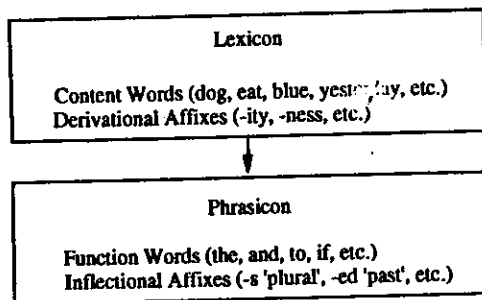 Lexicon
Content Words (dog, eat, blue, yesterday, etc.)
Derivational Affixes (-ity, -ness, etc.)
Phrasicon
Function Words (the, and, to, if, etc.)
Inflectional Affixes (-s 'plural', -ed 'past', etc.)